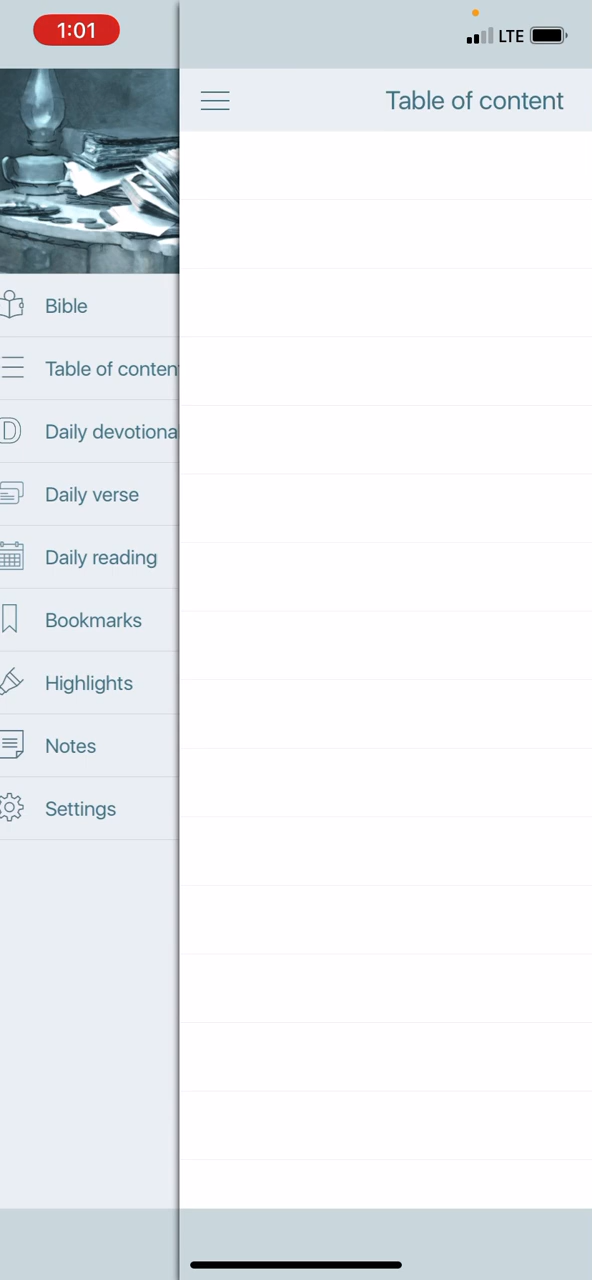 1:01
LTE
Table of content
Bible
Table of conten
Daily devotiona
Daily verse
Daily reading
Bookmarks
Highlights
Notes
Settings